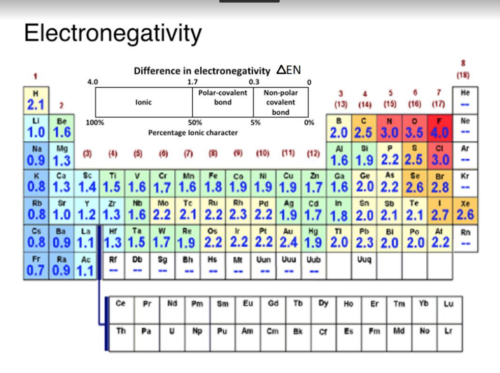 Electronegativity
Difference in electronegativity ΔEN
4.0 1.7 0.3 0
Ionic Polar-covalent bond Non-polar covalent bond
100% 50% 5% 0%
Percentage Ionic character
1 2 (3) (4) (5) (6) (7) (8) (9) (10) (11) (12) 3 (13) 4 (14) 5 (15) 6 (16) 7 (17) 8 (18)
H He
2.1 --
Li Be B C N O F Ne
1.0 1.6 2.0 2.5 3.0 3.5 4.0 --
Na Mg Al Si P S Cl Ar
0.9 1.3 1.6 1.9 2.2 2.5 3.0 --
K Ca Sc Ti V Cr Mn Fe Co Ni Cu Zn Ga Ge As Se Br Kr
0.8 1.3 1.4 1.5 1.6 1.7 1.6 1.8 1.9 1.9 1.9 1.7 1.6 2.0 2.2 2.6 2.8 --
Rb Sr Y Zr Nb Mo Tc Ru Rh Pd Ag Cd In Sn Sb Te I Xe
0.8 1.0 1.2 1.3 1.6 2.2 2.1 2.2 2.3 2.2 1.9 1.7 1.8 2.0 2.1 2.1 2.7 2.6
Cs Ba La Hf Ta W Re Os Ir Pt Au Hg Tl Pb Bi Po At Rn
0.8 0.9 1.1 1.3 1.5 1.7 1.9 2.2 2.2 2.2 2.4 1.9 2.0 2.3 2.0 2.0 2.2 --
Fr Ra Ac Rf Db Sg Bh Hs Mt Uun Uuu Uub Uuq
0.7 0.9 1.1 -- -- -- -- -- -- -- -- --
Ce Pr Nd Pm Sm Eu Gd Tb Dy Ho Er Tm Yb Lu
Th Pa U Np Pu Am Cm Bk Cf Es Fm Md No Lr